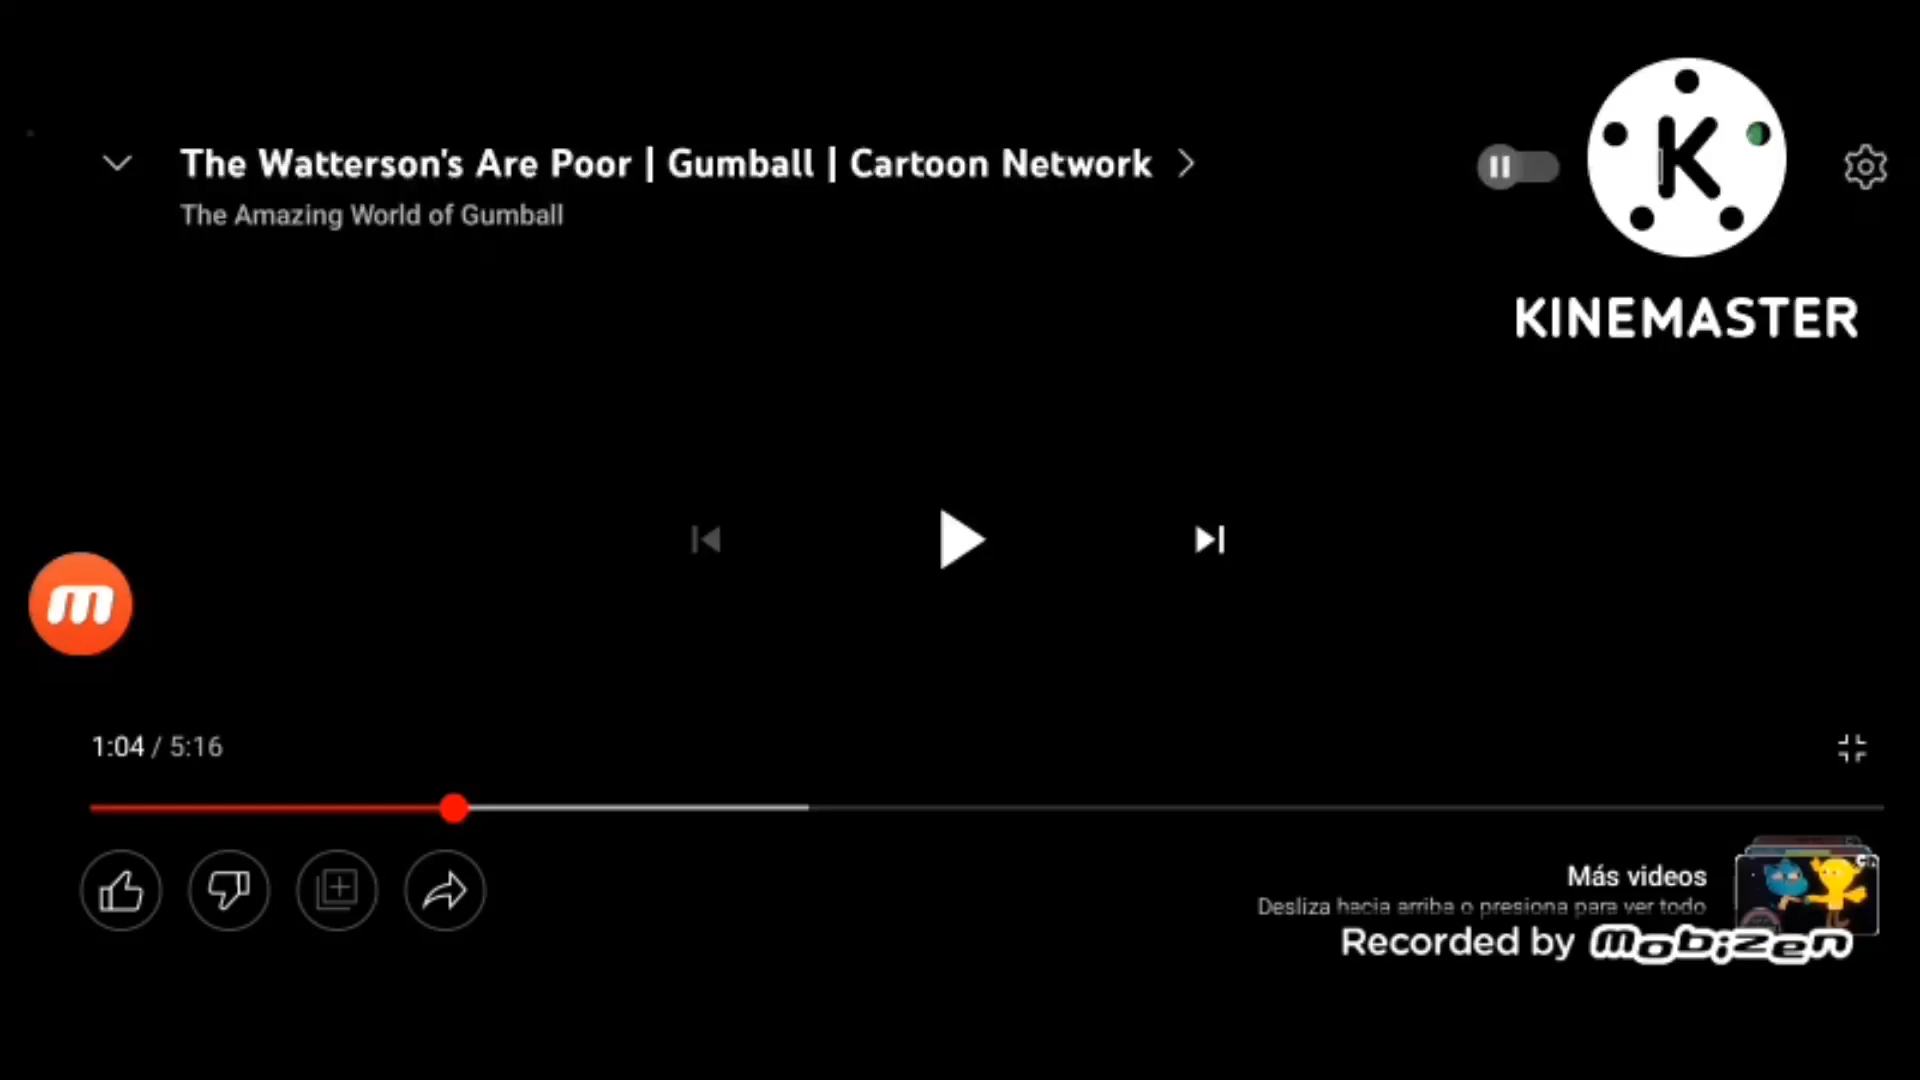 The Watterson's Are Poor | Gumball | Cartoon Network
The Amazing World of Gumball
K
KINEMASTER
m
1:04 / 5:16
Más videos
Desliza hacia arriba o presiona para ver todo
Recorded by mobizen